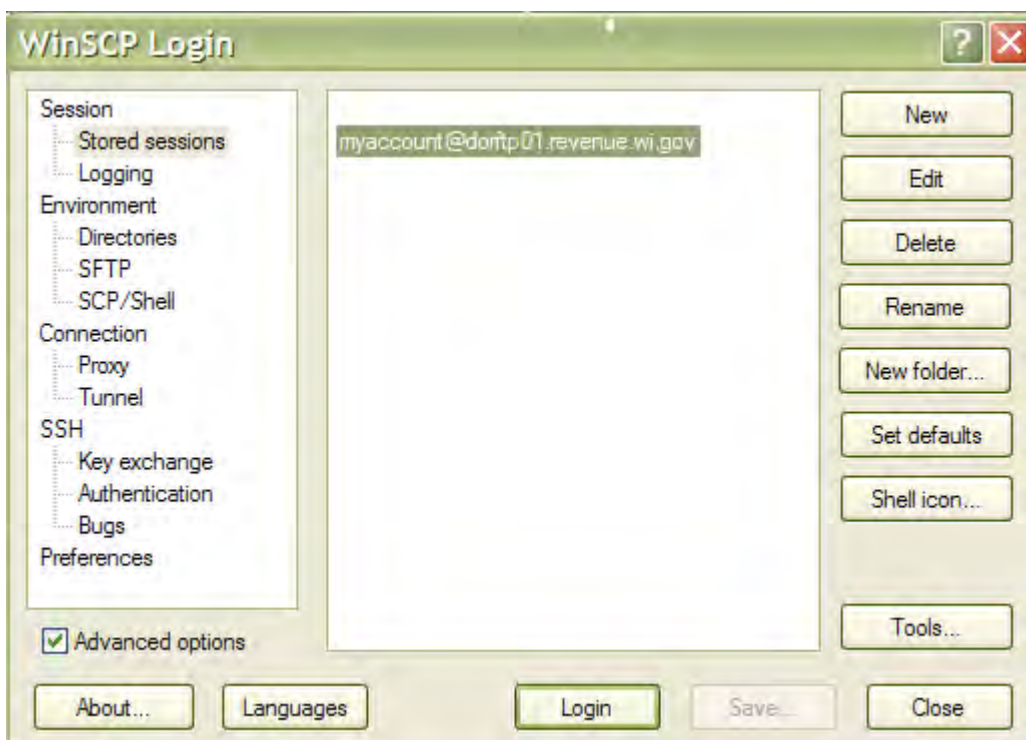 WinSCP Login
Session
Stored sessions
Logging
Environment
Directories
SFTP
SCP/Shell
Connection
Proxy
Tunnel
SSH
Key exchange
Authentication
Bugs
Preferences
Advanced options
myaccount@dorftp01.revenue.wi.gov
New
Edit
Delete
Rename
New folder...
Set defaults
Shell icon...
Tools...
About...
Languages
Login
Save...
Close